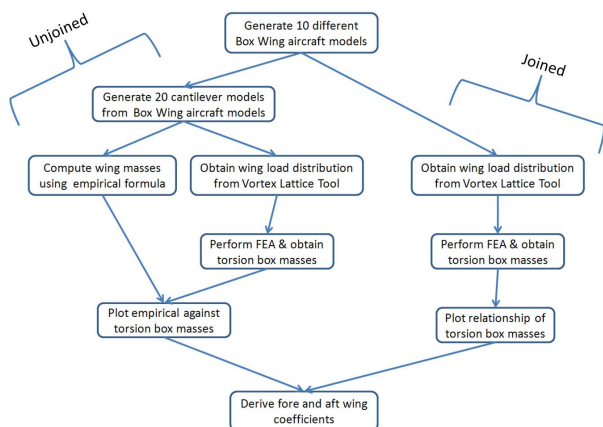 Unjoined
Generate 10 different
Box Wing aircraft models
Joined
Generate 20 cantilever models
from Box Wing aircraft models
Compute wing masses
using empirical formula
Obtain wing load distribution
from Vortex Lattice Tool
Obtain wing load distribution
from Vortex Lattice Tool
Perform FEA & obtain
torsion box masses
Perform FEA & obtain
torsion box masses
Plot empirical against
torsion box masses
Plot relationship of
torsion box masses
Derive fore and aft wing
coefficients